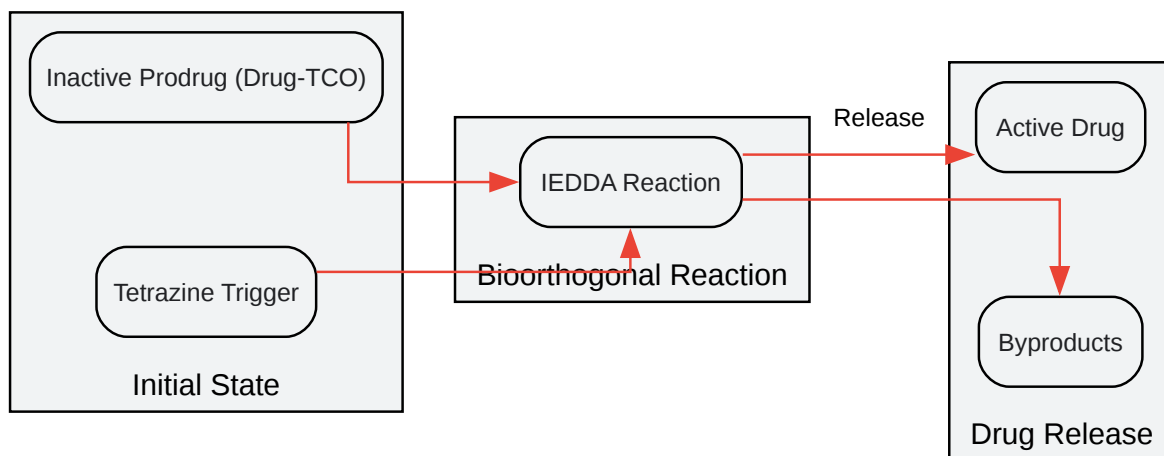 Inactive Prodrug (Drug-TCO)
Tetrazine Trigger
Initial State
IEDDA Reaction
Bioorthogonal Reaction
Release
Active Drug
Byproducts
Drug Release